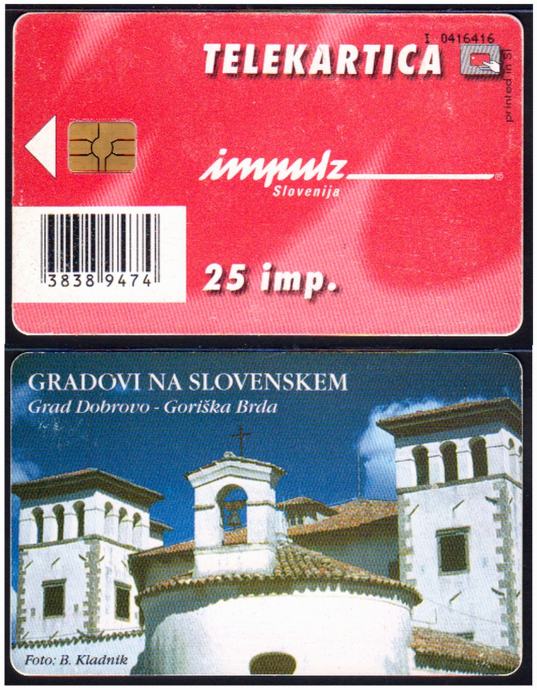 I 0416416
TELEKARTICA
printed in SI
impulz
Slovenija ®
25 imp.
3838 9474
GRADOVI NA SLOVENSKEM
Grad Dobrovo - Goriška Brda
Foto: B. Kladnik